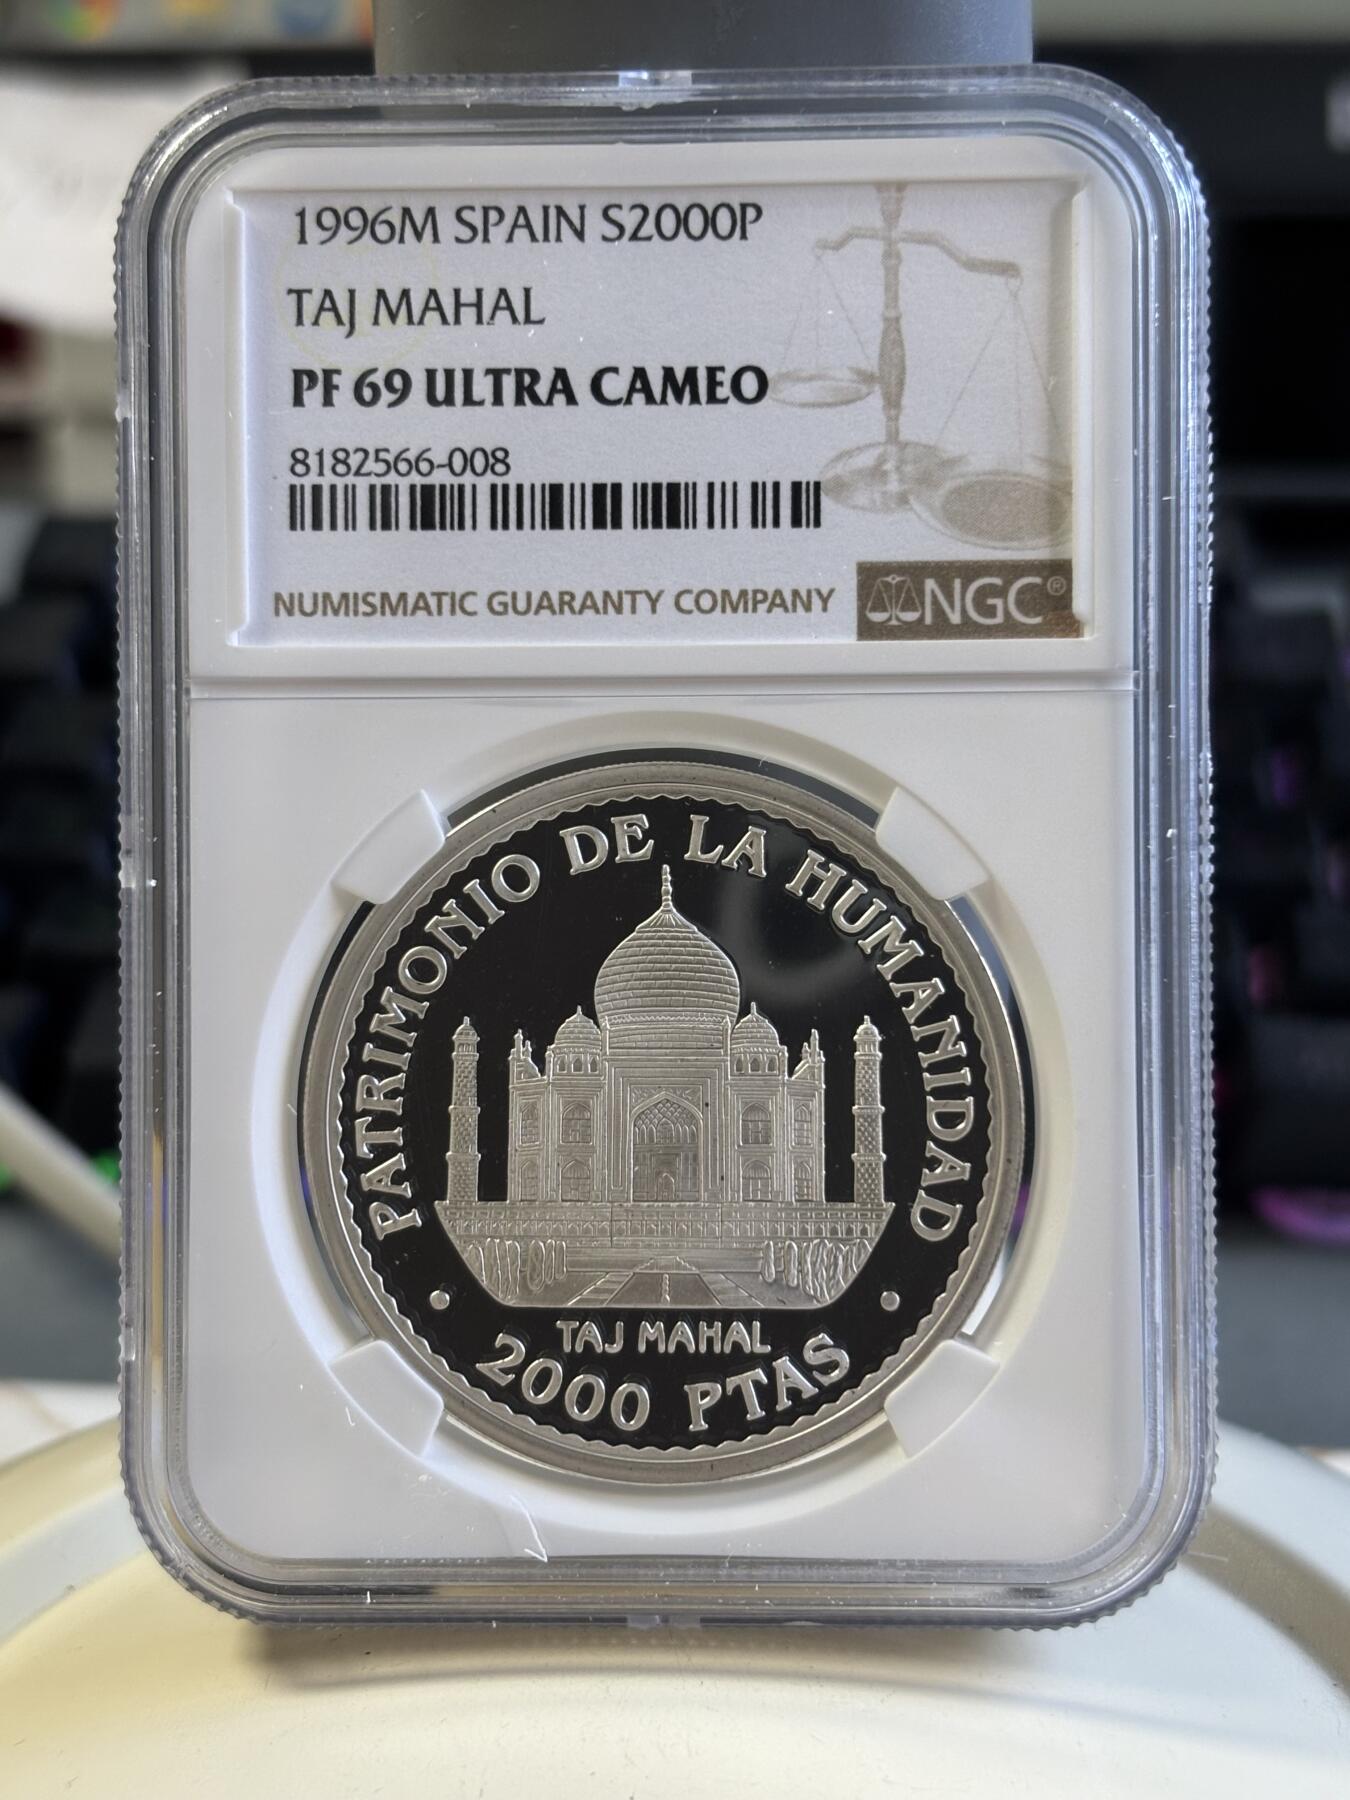 1996M SPAIN S2000P
TAJ MAHAL
PF 69 ULTRA CAMEO
8182566-008
NUMISMATIC GUARANTY COMPANY
NGC®
PATRIMONIO DE LA HUMANIDAD
TAJ MAHAL
2000 PTAS